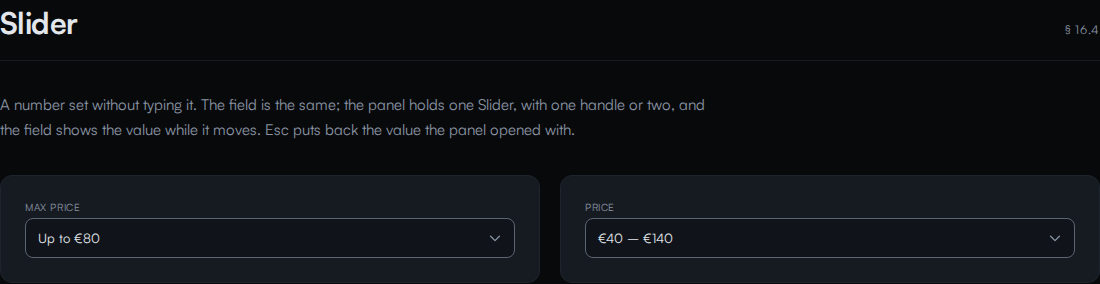 Slider
§ 16.4
A number set without typing it. The field is the same; the panel holds one Slider, with one handle or two, and
the field shows the value while it moves. Esc puts back the value the panel opened with.
MAX PRICE
Up to €80
PRICE
€40 — €140